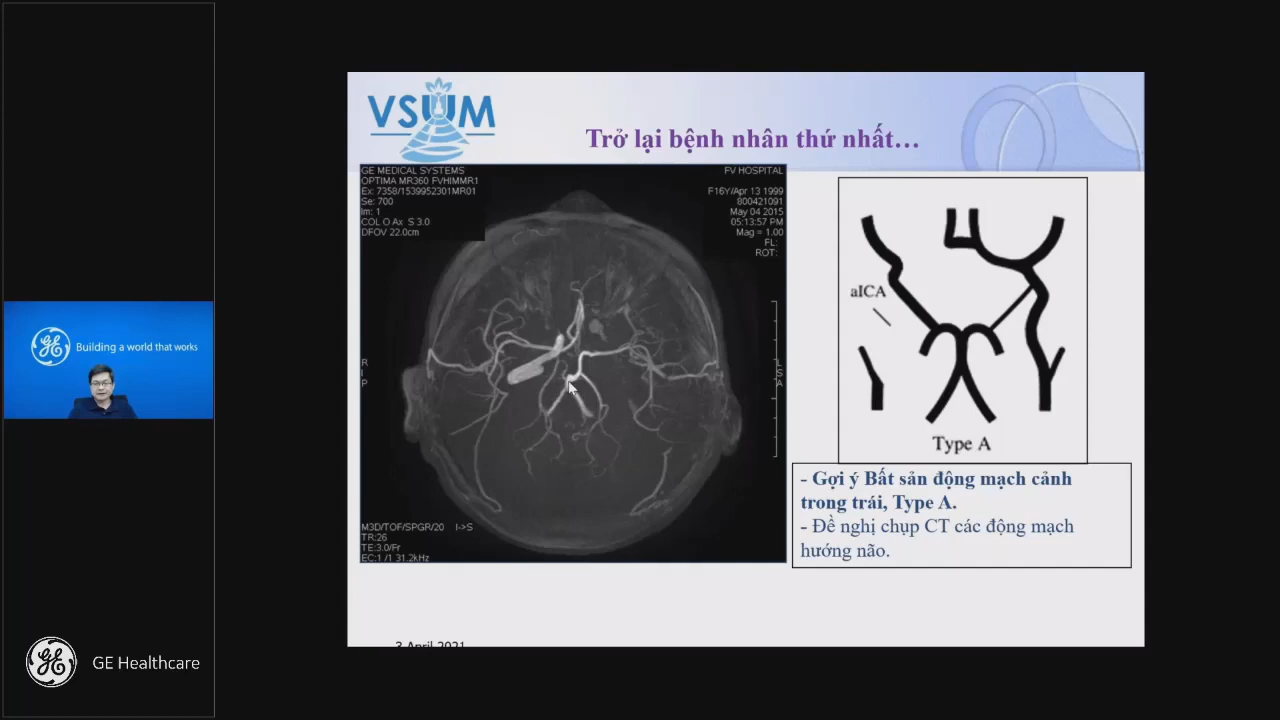 Building a world that works
GE Healthcare
VSUM
Trở lại bệnh nhân thứ nhất…
GE MEDICAL SYSTEMS
OPTIMA MR360 FVHIMMR1
Ex: 7358/1539952301MR01
Se: 700
Im: 1
COL O Ax S 3.0
DFOV 22.0cm
FV HOSPITAL
F16Y/Apr 13 1999
800421091
May 04 2015
05:13:57 PM
Mag = 1.00
FL:
ROT:
R
I
P
L
S
A
M3D/TOF/SPGR/20 I->S
TR:26
TE:3.0/Fr
EC:1 /1 31.2kHz
aICA
Type A
- Gợi ý Bất sản động mạch cảnh
trong trái, Type A.
- Đề nghị chụp CT các động mạch
hướng não.
3 April 2021